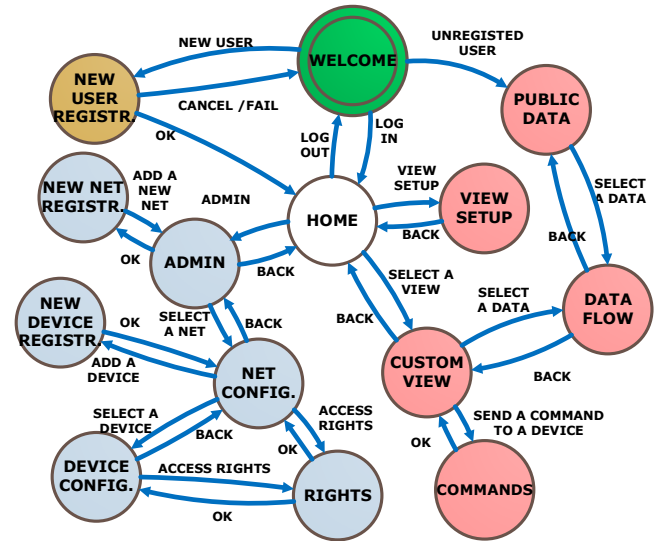 NEW USER
WELCOME
UNREGISTED
USER
NEW
USER
REGISTR.
CANCEL /FAIL
PUBLIC
DATA
OK
LOG
OUT
LOG
IN
ADD A
NEW
NET
NEW NET
REGISTR.
ADMIN
VIEW
SETUP
VIEW
SETUP
SELECT
A DATA
HOME
BACK
BACK
OK
ADMIN
BACK
SELECT A
VIEW
NEW
DEVICE
REGISTR.
OK
SELECT
A NET
BACK
BACK
SELECT
A DATA
DATA
FLOW
ADD A
DEVICE
NET
CONFIG.
CUSTOM
VIEW
BACK
SELECT A
DEVICE
BACK
ACCESS
RIGHTS
SEND A COMMAND
TO A DEVICE
OK
OK
DEVICE
CONFIG.
ACCESS RIGHTS
RIGHTS
COMMANDS
OK